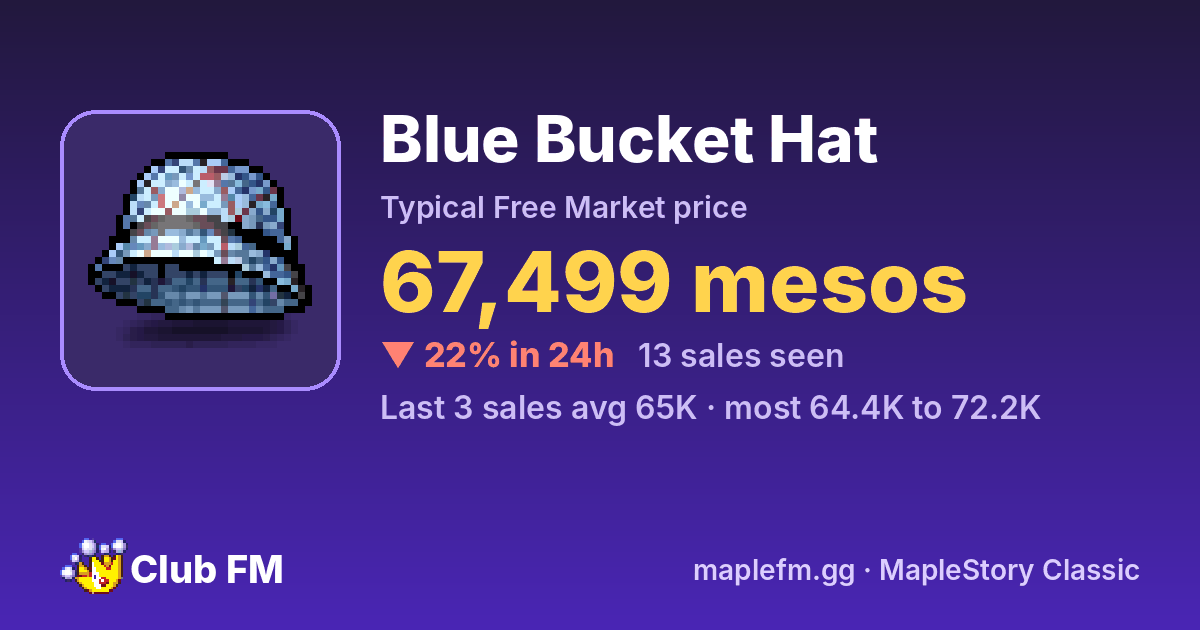 Blue Bucket Hat
Typical Free Market price
67,499 mesos
▼ 22% in 24h 13 sales seen
Last 3 sales avg 65K · most 64.4K to 72.2K
Club FM
maplefm.gg · MapleStory Classic